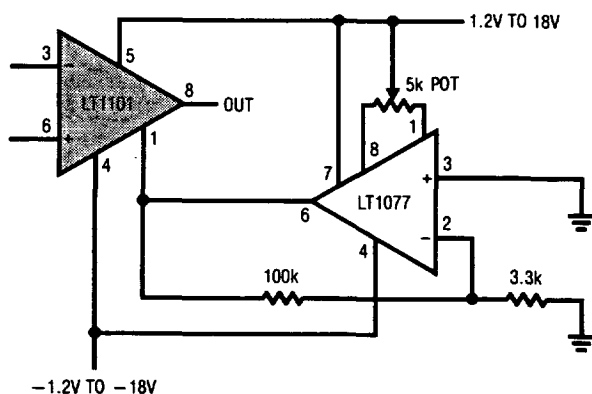 1.2V TO 18V
3
5
5k POT
LT1101
8
OUT
6
1
8
1
3
4
7
6
LT1077
2
4
100k
3.3k
−1.2V TO −18V
−
+
+
−